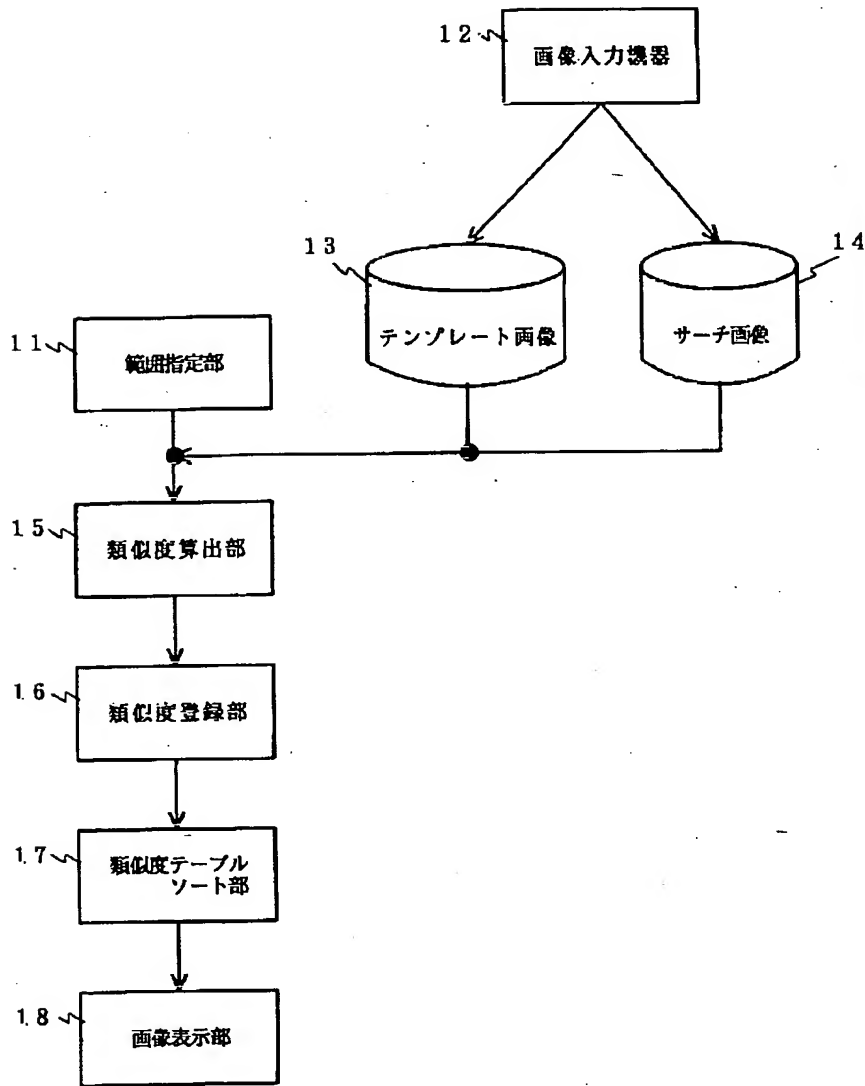 12
画像入力機器
13
テンプレート画像
14
サーチ画像
11
範囲指定部
15
類似度算出部
16
類似度登録部
17
類似度テーブル
ソート部
18
画像表示部